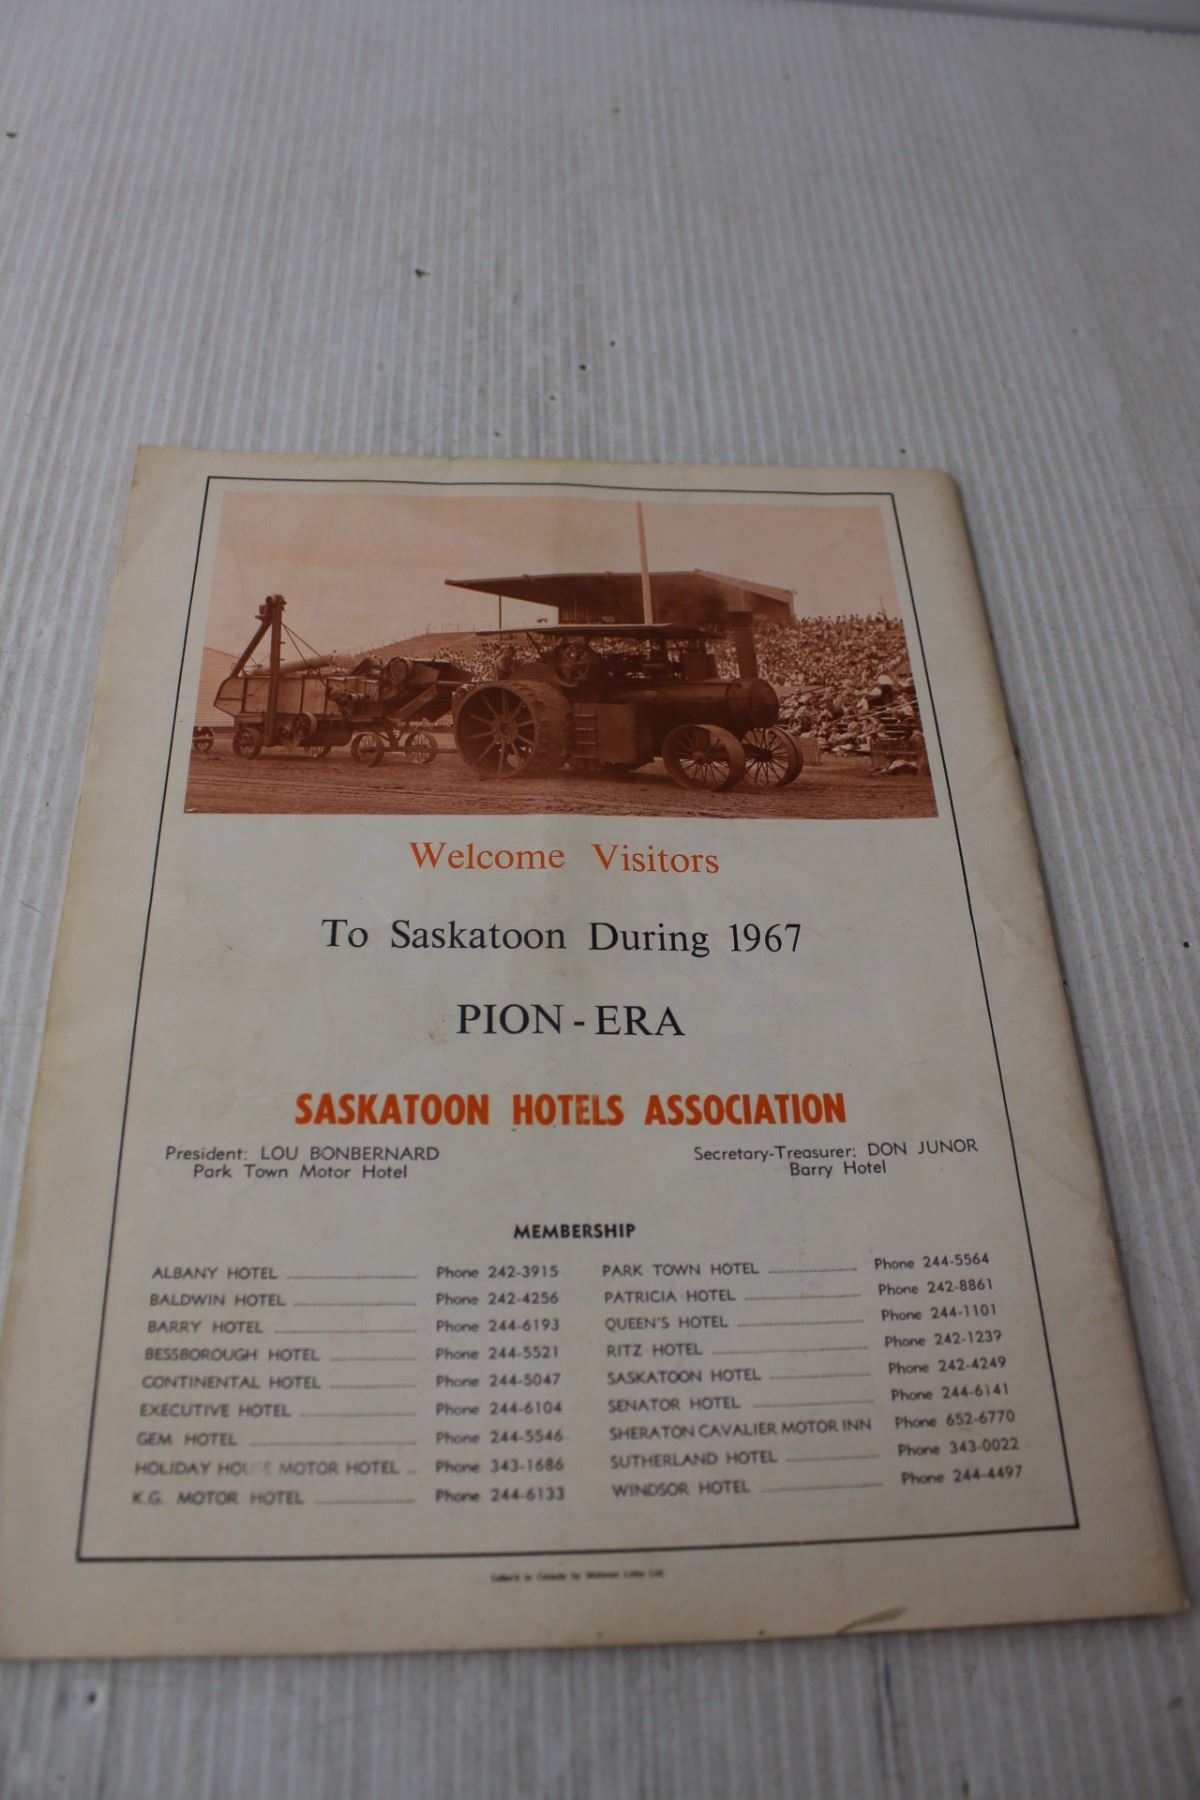 Welcome Visitors
To Saskatoon During 1967
PION-ERA
SASKATOON HOTELS ASSOCIATION
President: LOU BONBERNARD
Park Town Motor Hotel
Secretary-Treasurer: DON JUNOR
Barry Hotel
MEMBERSHIP
ALBANY HOTEL Phone 242-3915
BALDWIN HOTEL Phone 242-4256
BARRY HOTEL Phone 244-6193
BESSBOROUGH HOTEL Phone 244-5521
CONTINENTAL HOTEL Phone 244-5047
EXECUTIVE HOTEL Phone 244-6104
GEM HOTEL Phone 244-5546
HOLIDAY HOUSE MOTOR HOTEL Phone 343-1686
K.G. MOTOR HOTEL Phone 244-6133
PARK TOWN HOTEL Phone 244-5564
PATRICIA HOTEL Phone 242-8861
QUEEN'S HOTEL Phone 244-1101
RITZ HOTEL Phone 242-1239
SASKATOON HOTEL Phone 242-4249
SENATOR HOTEL Phone 244-6141
SHERATON CAVALIER MOTOR INN Phone 652-6770
SUTHERLAND HOTEL Phone 343-0022
WINDSOR HOTEL Phone 244-4497
Litho'd in Canada by